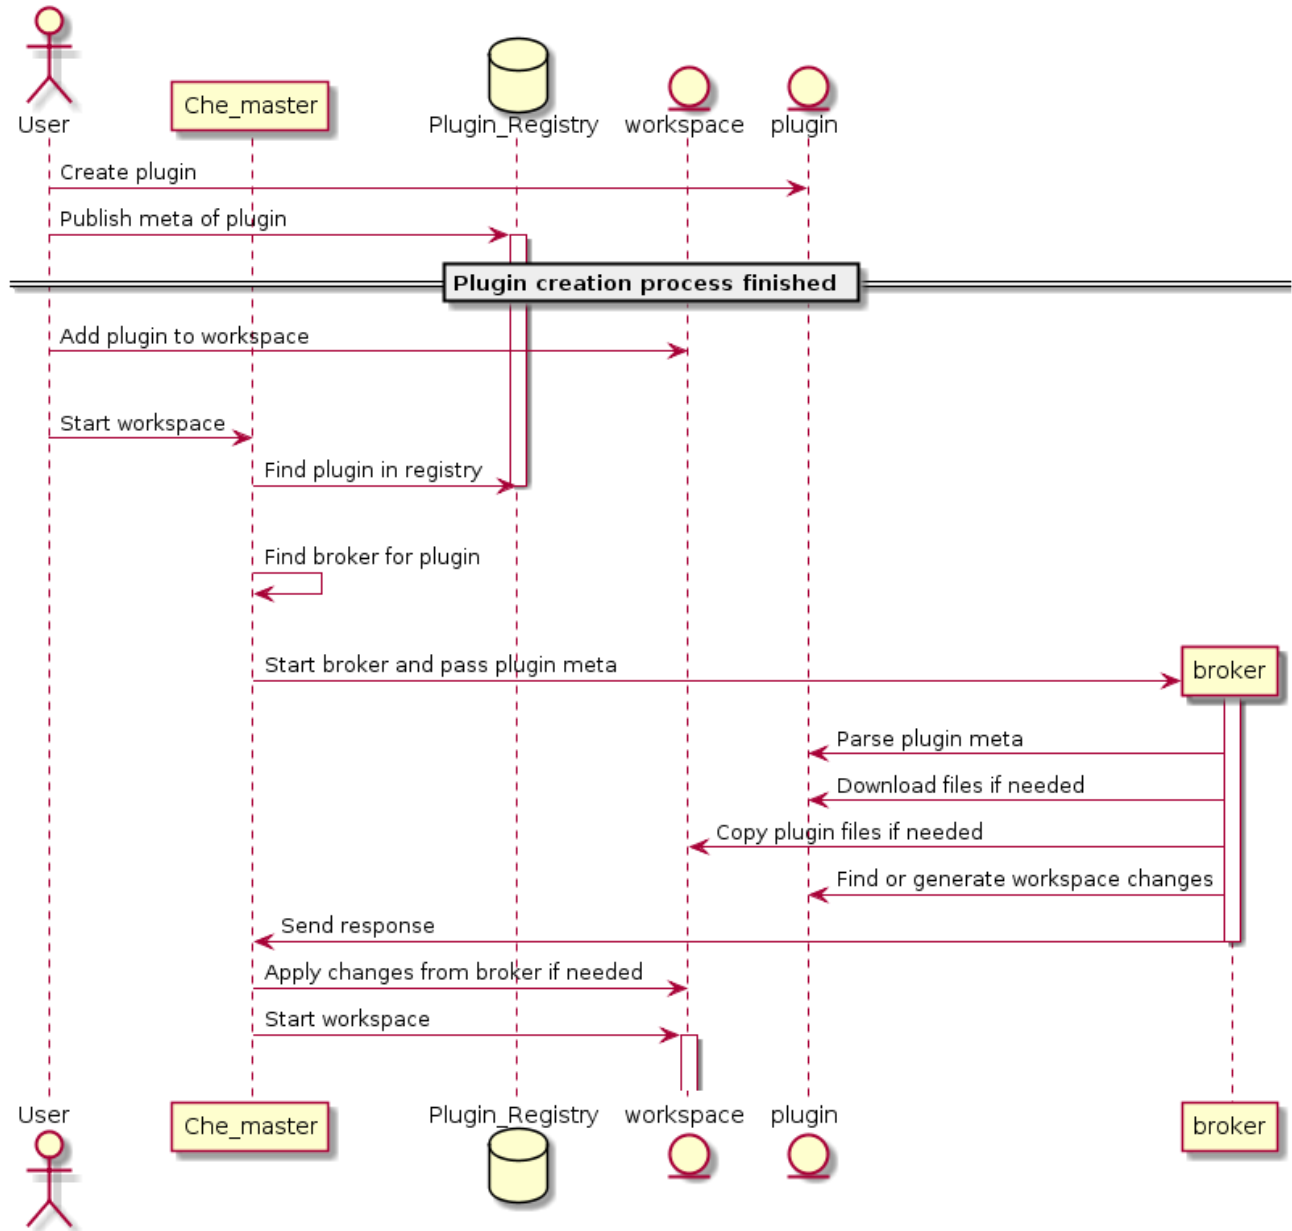 User
Che_master
Plugin_Registry
workspace
plugin
Create plugin
Publish meta of plugin
Plugin creation process finished
Add plugin to workspace
Start workspace
Find plugin in registry
Find broker for plugin
Start broker and pass plugin meta
broker
Parse plugin meta
Download files if needed
Copy plugin files if needed
Find or generate workspace changes
Send response
Apply changes from broker if needed
Start workspace
User
Che_master
Plugin_Registry
workspace
plugin
broker